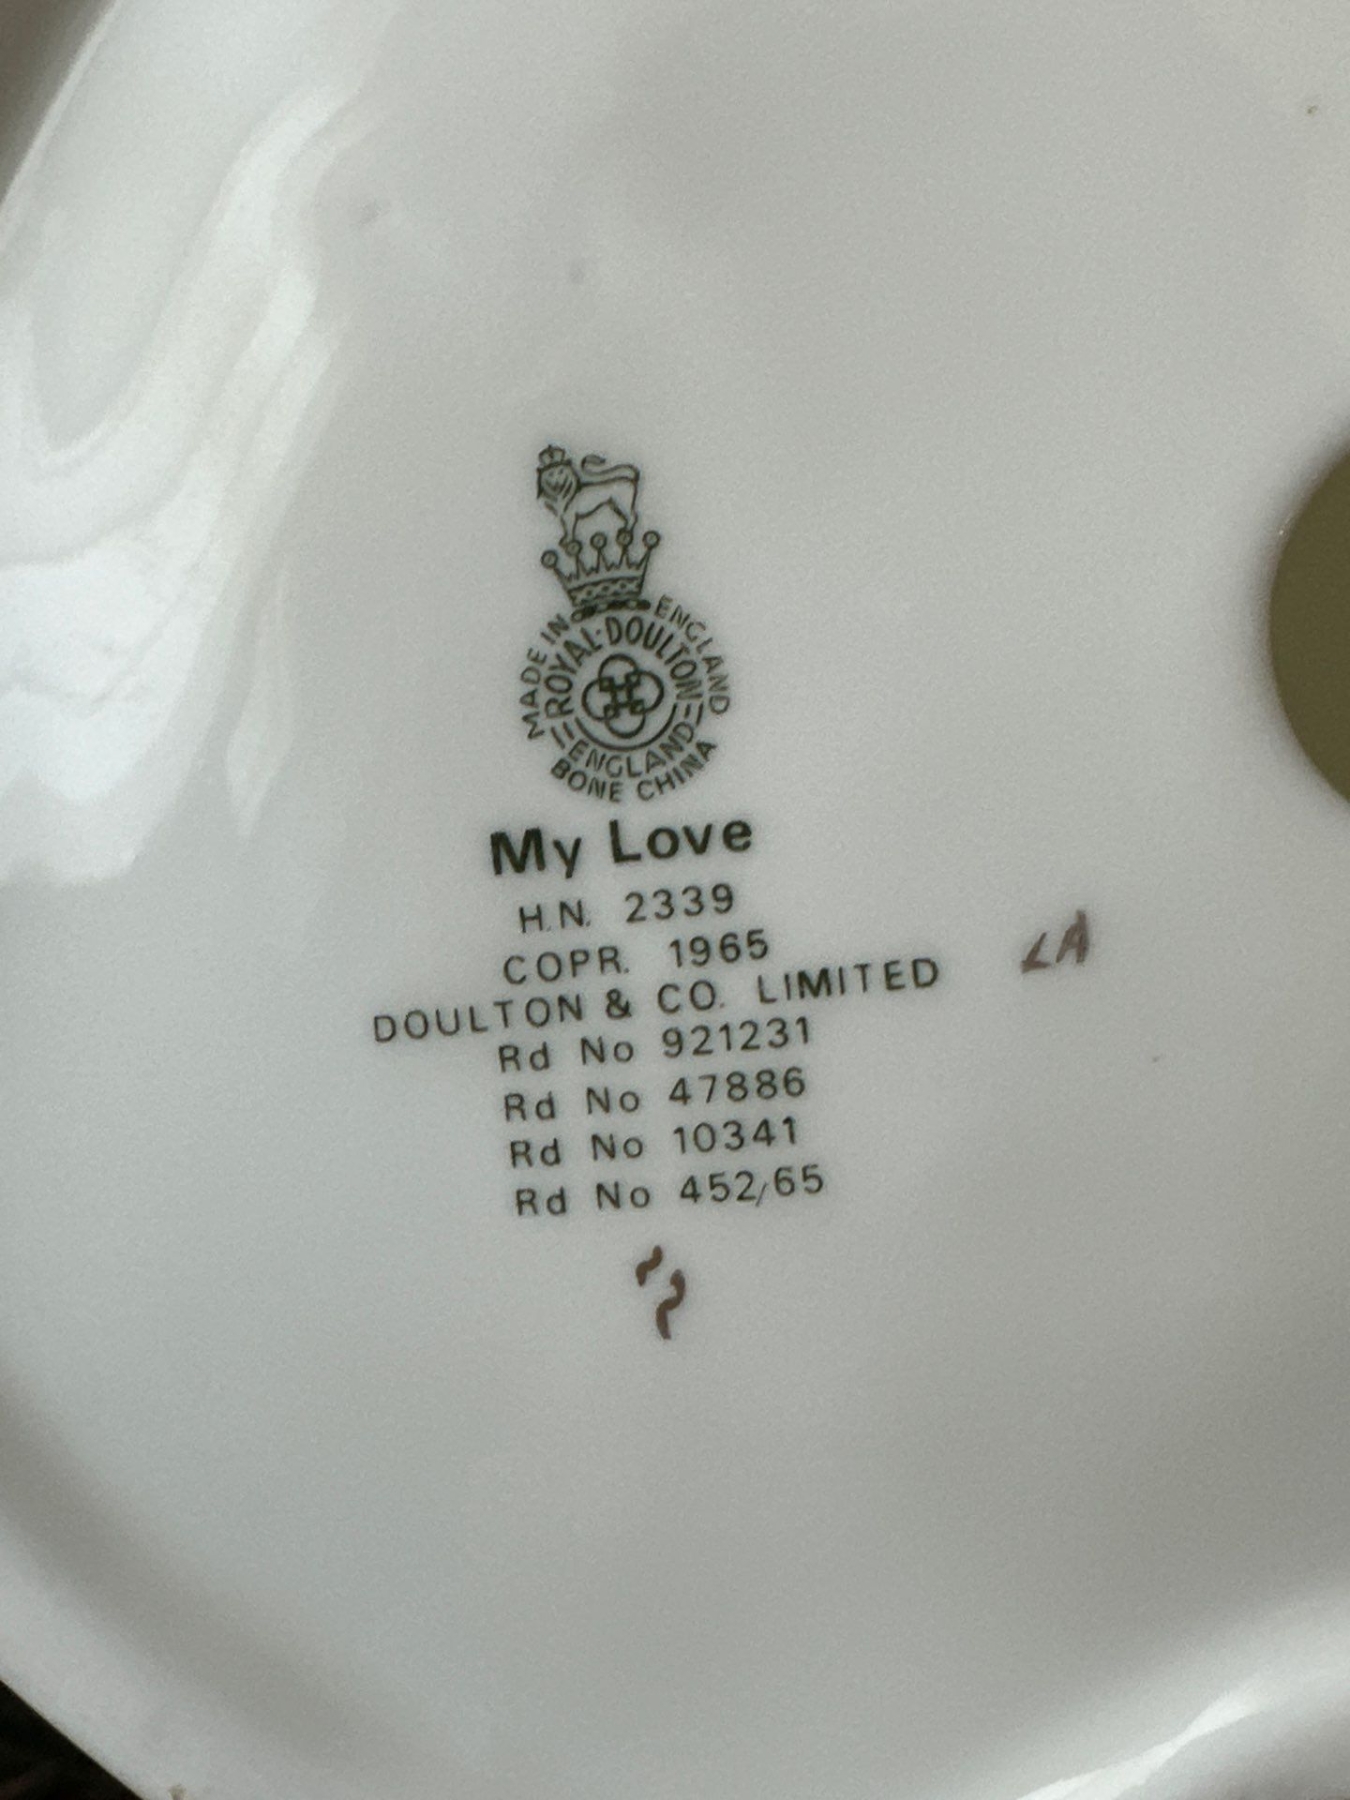 MADE IN ENGLAND
ROYAL·DOULTON
ENGLAND
BONE CHINA
My Love
H.N. 2339
COPR. 1965
DOULTON & CO. LIMITED
LA
Rd No 921231
Rd No 47886
Rd No 10341
Rd No 452/65